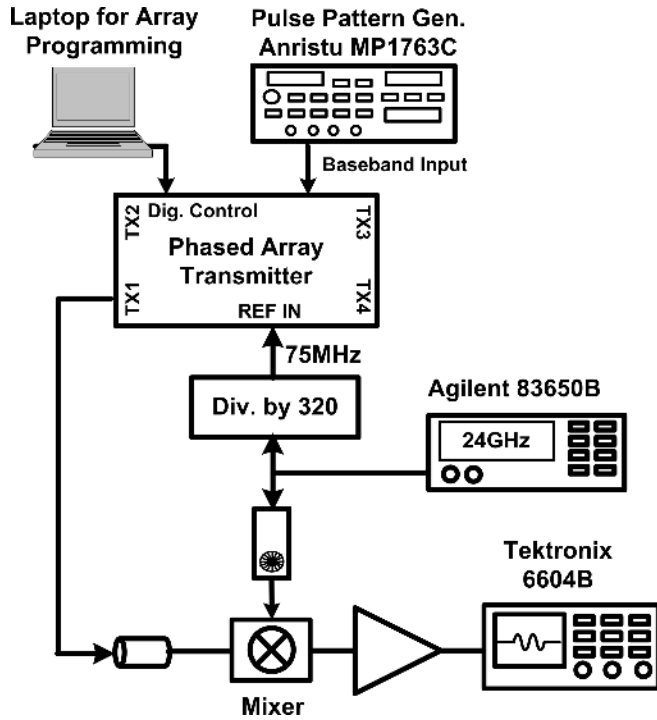 Laptop for Array
Programming
Pulse Pattern Gen.
Anristu MP1763C
Baseband Input
TX2
Dig. Control
TX3
Phased Array
Transmitter
TX1
REF IN
TX4
75MHz
Div. by 320
Agilent 83650B
24GHz
Tektronix
6604B
Mixer